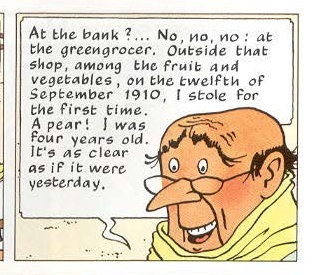 At the bank?... No, no, no: at
the greengrocer. Outside that
shop, among the fruit and
vegetables, on the twelfth of
September 1910, I stole for
the first time.
A pear! I was
four years old.
It's as clear
as if it were
yesterday.